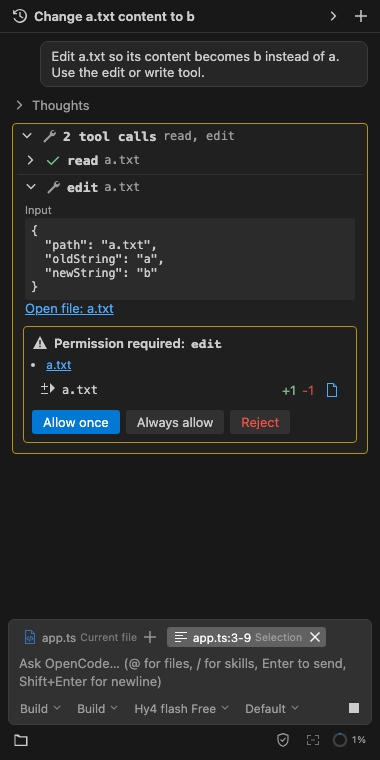 Change a.txt content to b
Edit a.txt so its content becomes b instead of a.
Use the edit or write tool.
Thoughts
2 tool calls read, edit
read a.txt
edit a.txt
Input
{
"path": "a.txt",
"oldString": "a",
"newString": "b"
}
Open file: a.txt
Permission required: edit
a.txt
a.txt +1 -1
Allow once Always allow Reject
app.ts Current file app.ts:3-9 Selection
Ask OpenCode... (@ for files, / for skills, Enter to send,
Shift+Enter for newline)
Build Build Hy4 flash Free Default
1%